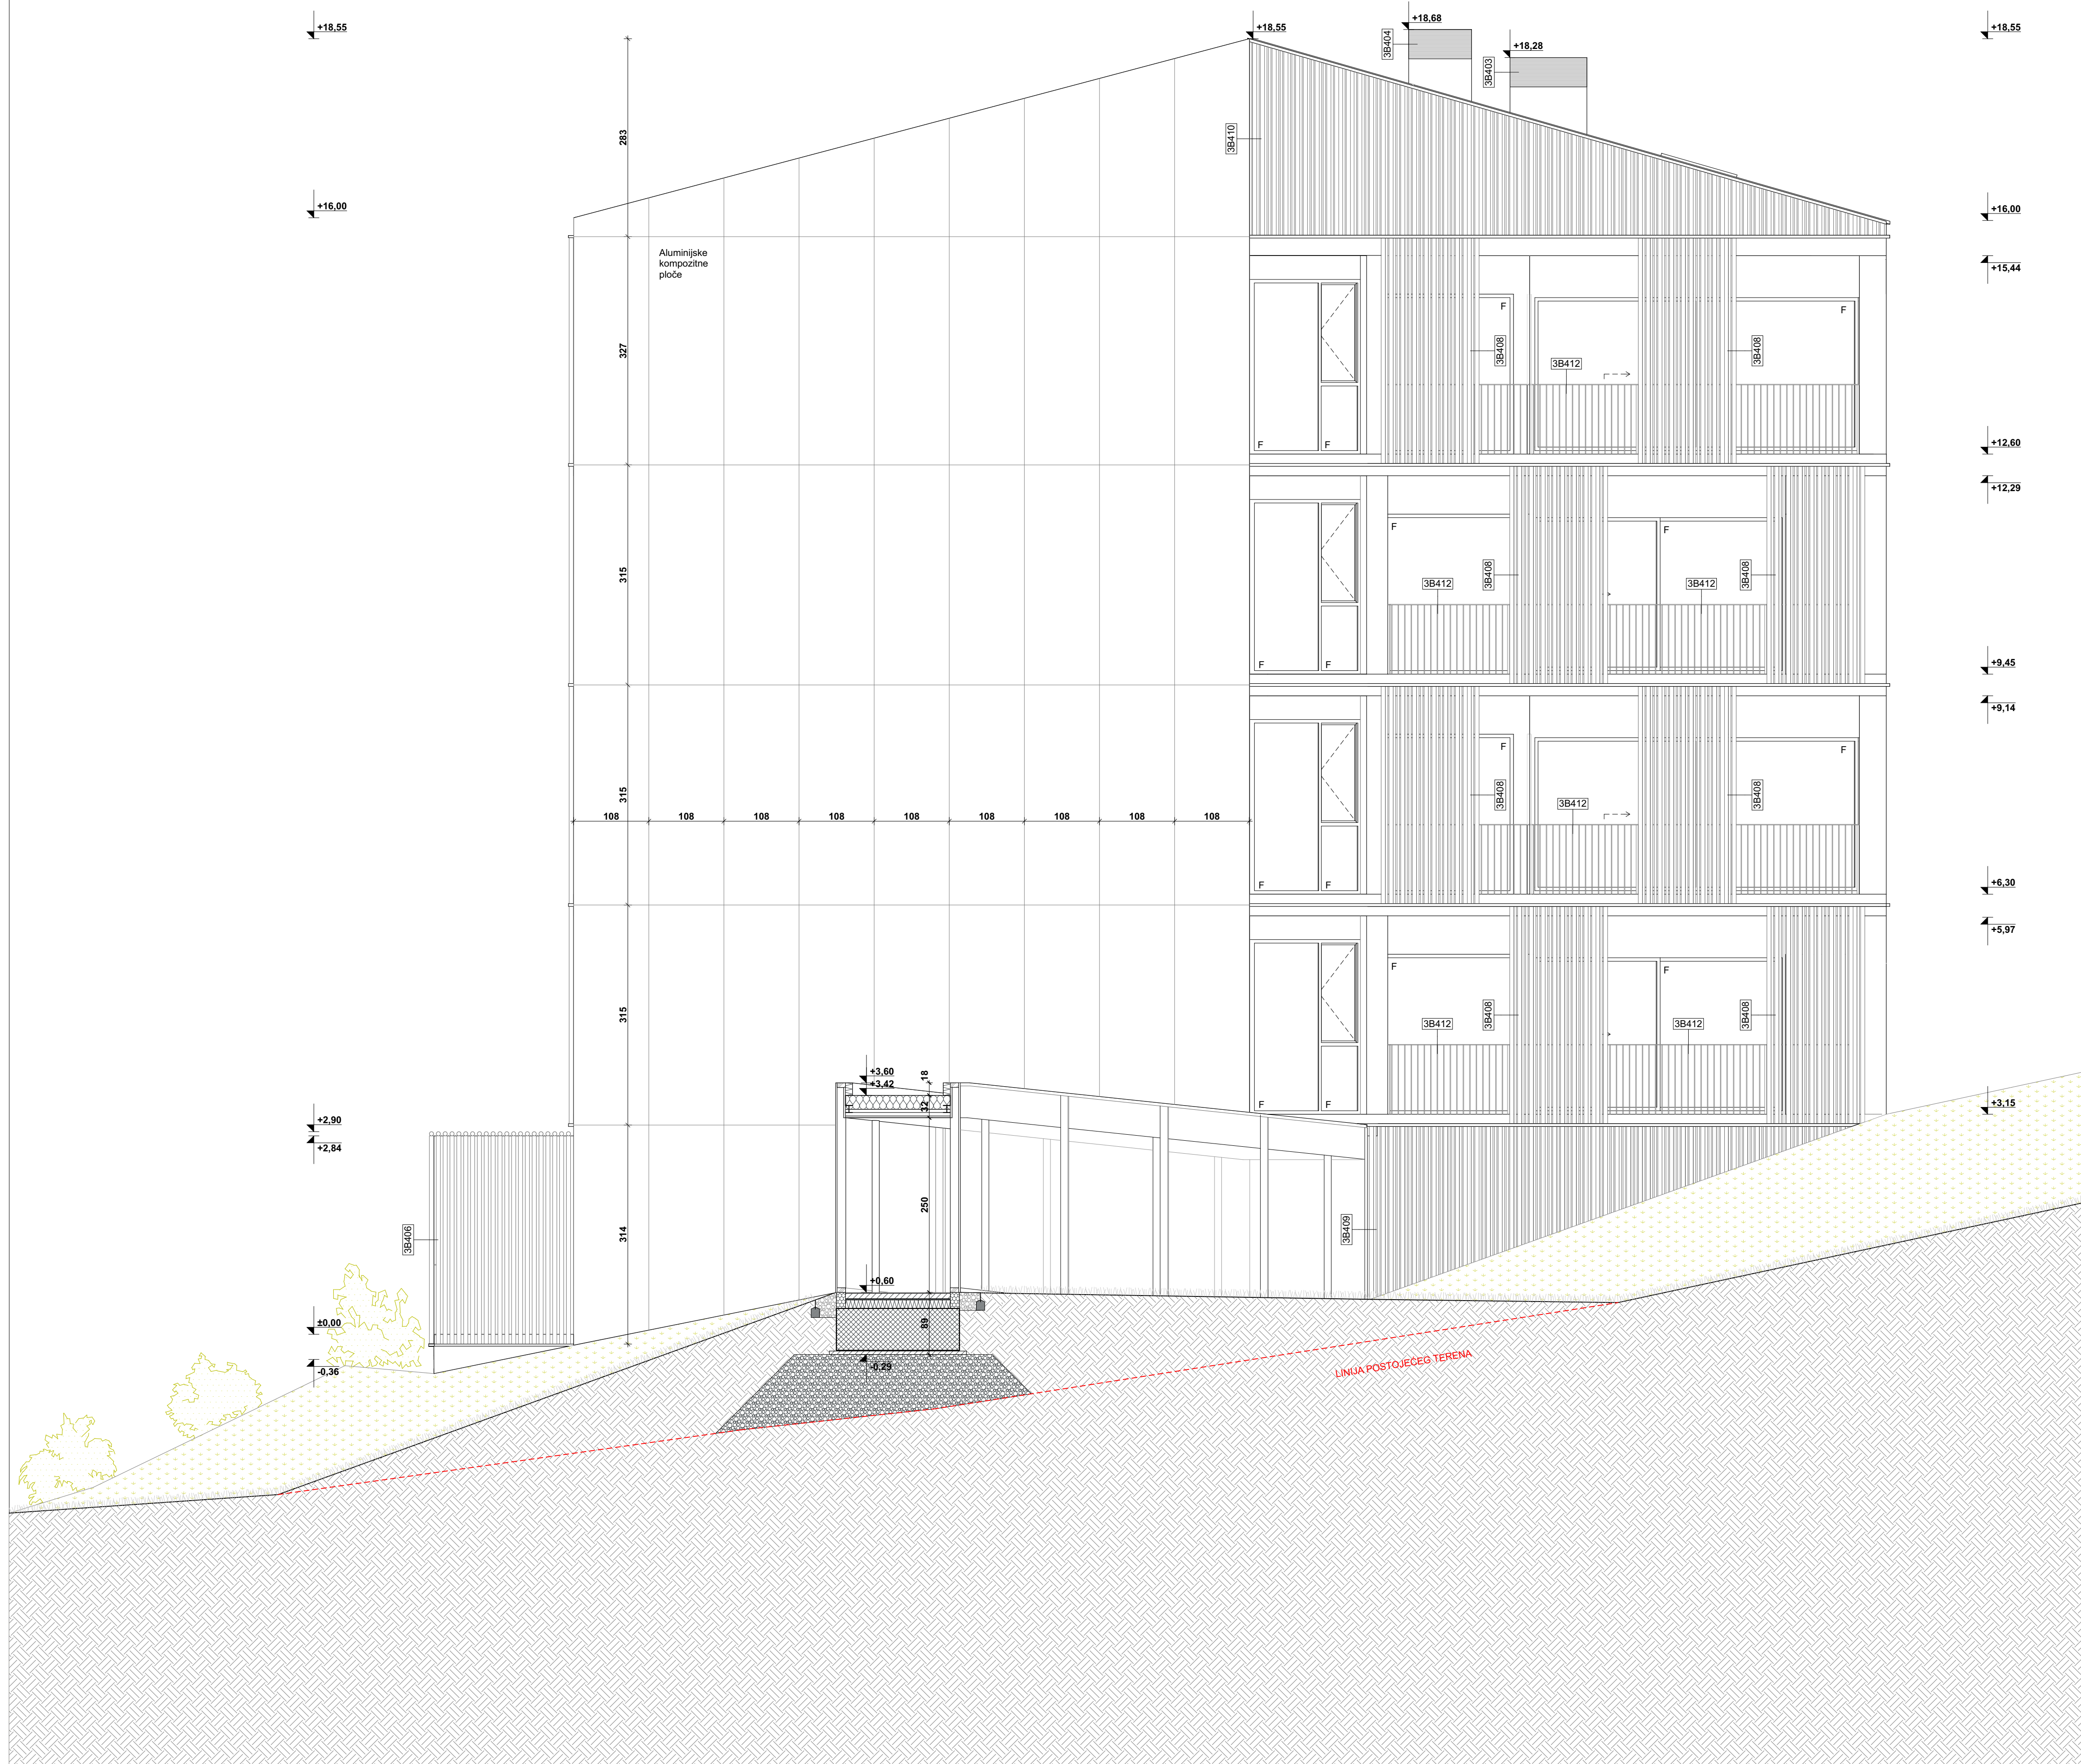 +18,55
+18,55
+18,68
+18,28
+18,55
3B404
3B403
283
3B410
+16,00
+16,00
Aluminijske
kompozitne
ploče
+15,44
F
F
327
3B408
3B408
3B412
F
F
+12,60
+12,29
F
F
315
3B408
3B408
3B412
3B412
F
F
+9,45
+9,14
F
F
315
3B408
3B408
3B412
108
108
108
108
108
108
108
108
108
F
F
+6,30
+5,97
F
F
315
3B408
3B408
3B412
3B412
+3,60
18
+3,42
32
F
F
+3,15
+2,90
+2,84
250
3B406
314
3B409
+0,60
±0,00
89
-0,29
-0,36
LINIJA POSTOJEĆEG TERENA